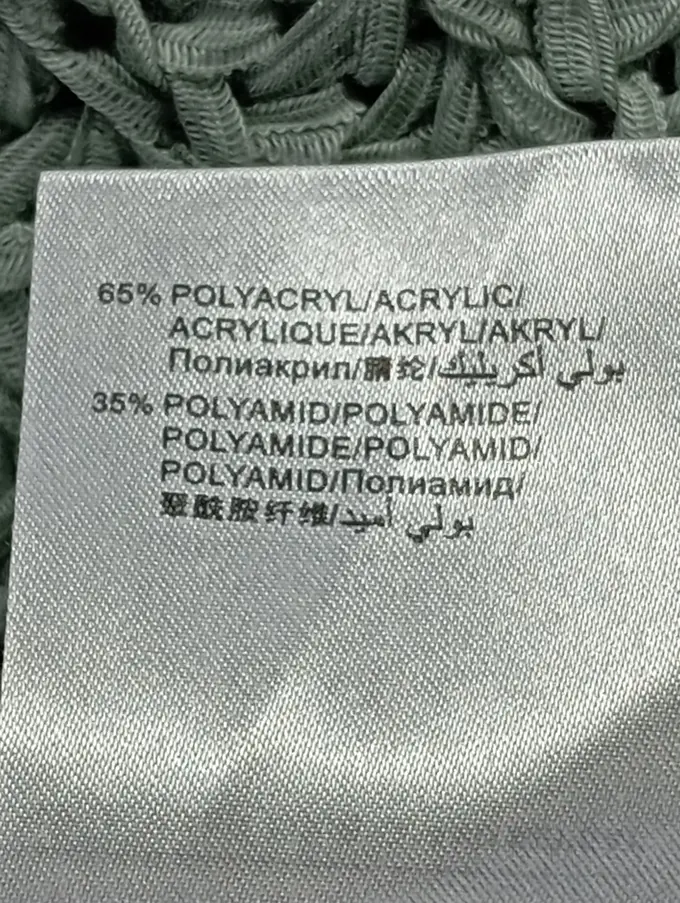 65% POLYACRYL/ACRYLIC/
ACRYLIQUE/AKRYL/AKRYL/
Полиакрил/腈纶/بولي أكريليك
35% POLYAMID/POLYAMIDE/
POLYAMIDE/POLYAMID/
POLYAMID/Полиамид/
聚酰胺纤维/بولي أميد